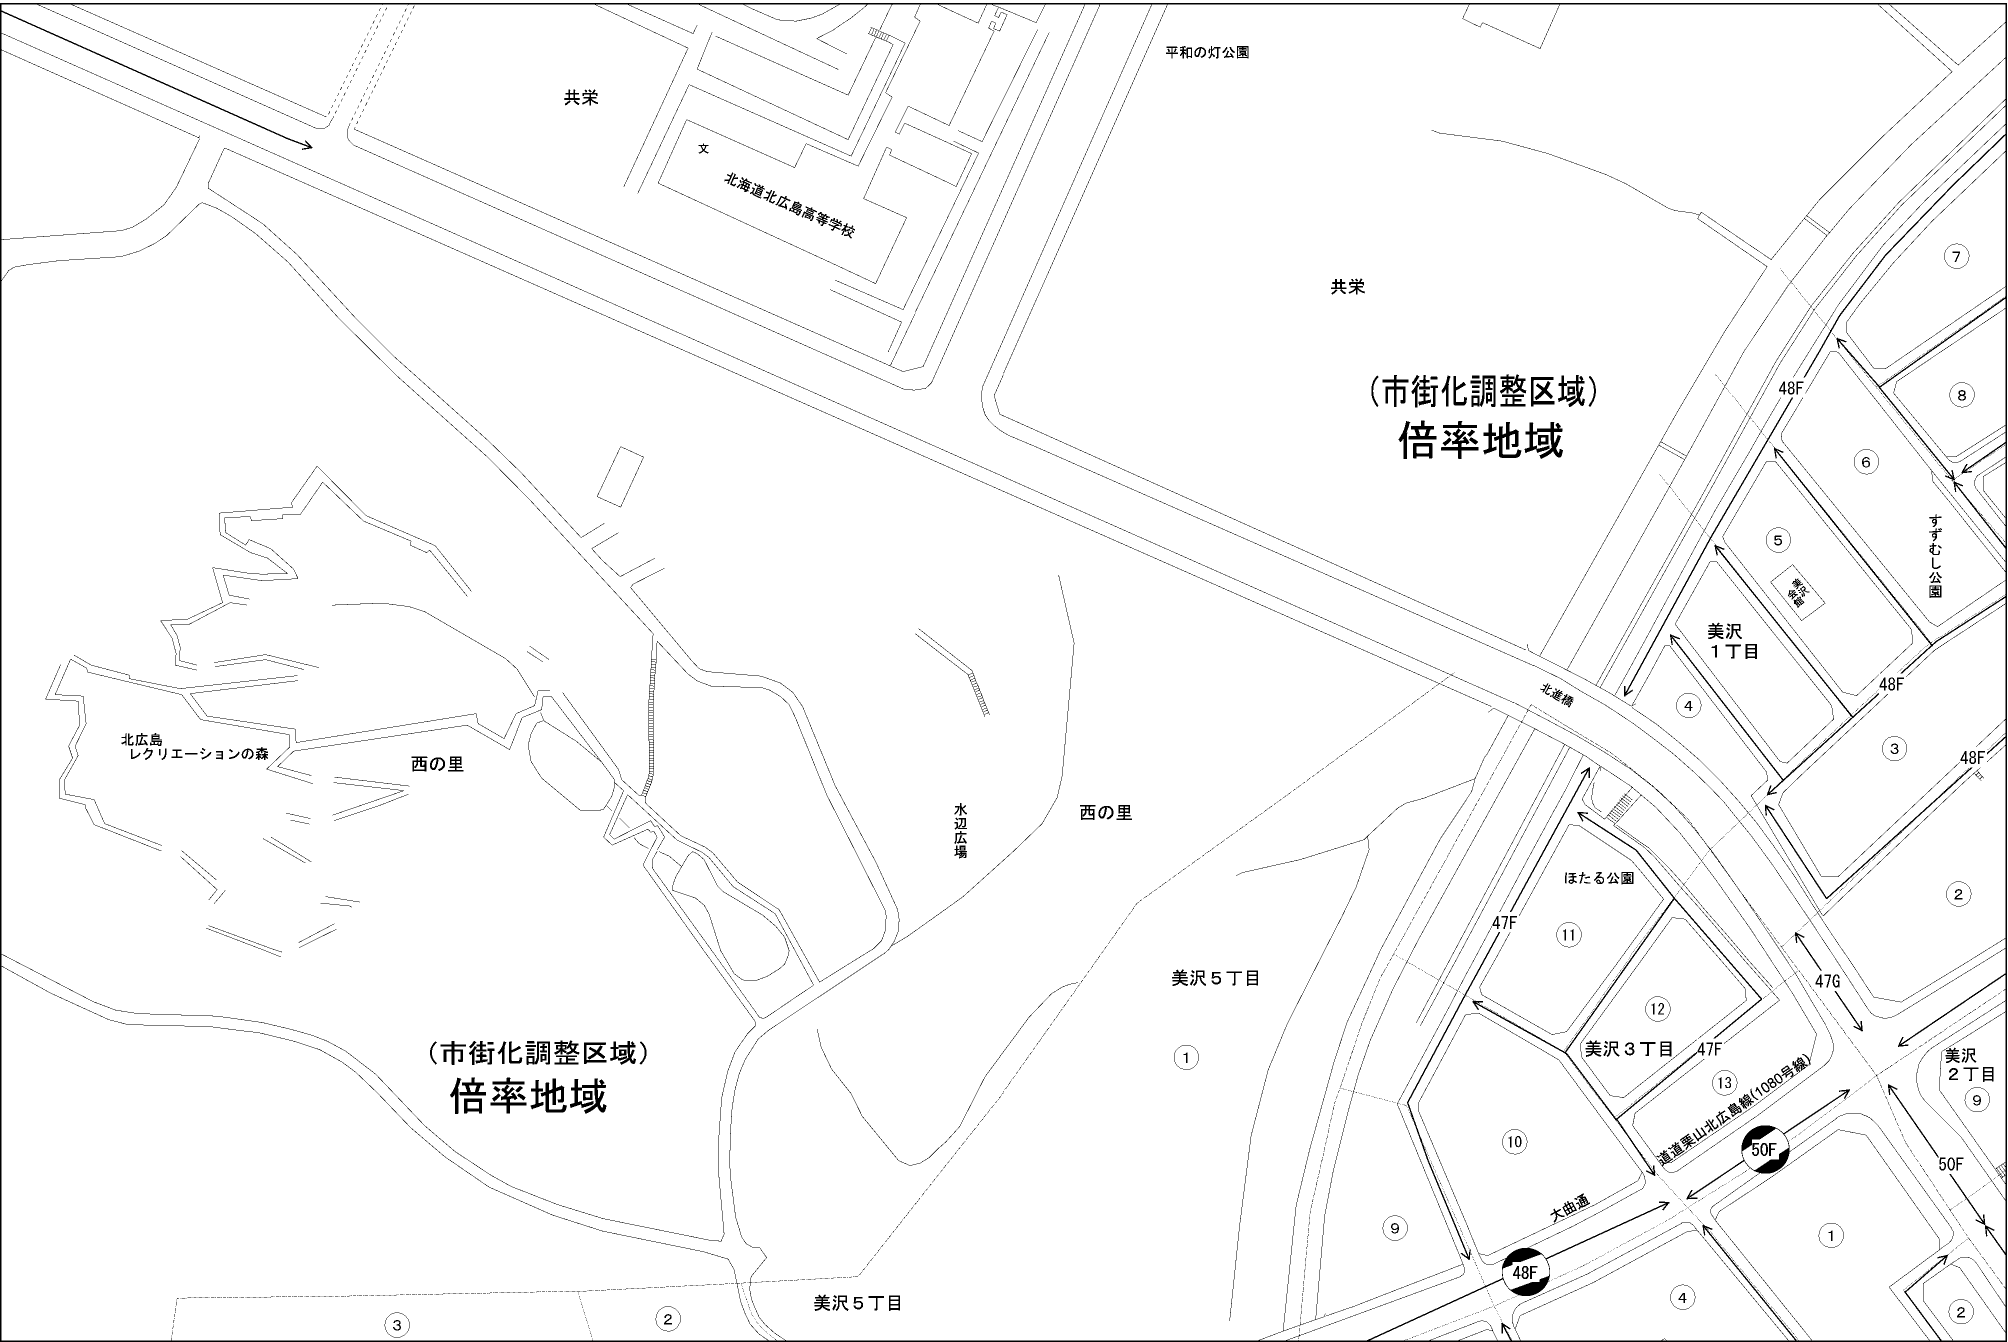 平和の灯公園
共栄
文
北海道北広島高等学校
⑦
共栄
(市街化調整区域)
倍率地域
48F
⑧
⑥
すずむし公園
⑤
美沢
会館
美沢
1丁目
48F
④
北進橋
③
48F
北広島
レクリエーションの森
西の里
水辺広場
西の里
ほたる公園
②
47F
⑪
美沢5丁目
47G
⑫
(市街化調整区域)
倍率地域
①
美沢3丁目
47F
美沢
2丁目
⑬
⑨
道道栗山北広島線(1080号線)
⑩
50F
50F
大曲通
⑨
①
48F
美沢5丁目
④
③
②
②